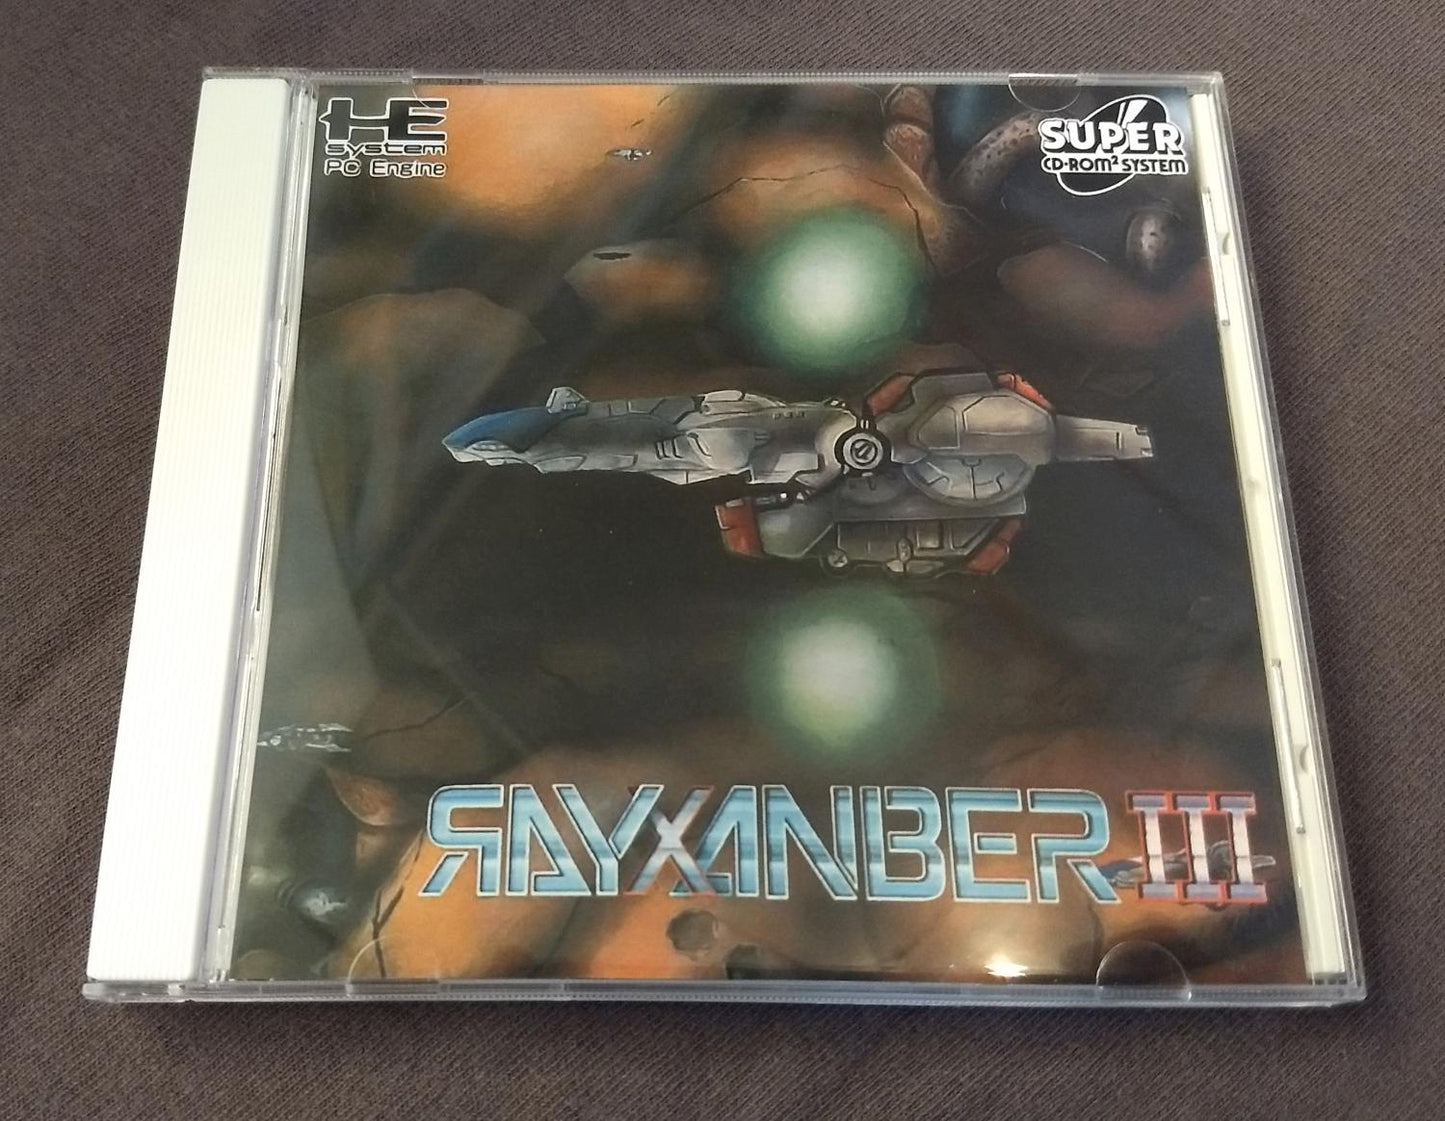 HE
system
PC Engine
SUPER
CD-ROM² SYSTEM
RAYXANBER III